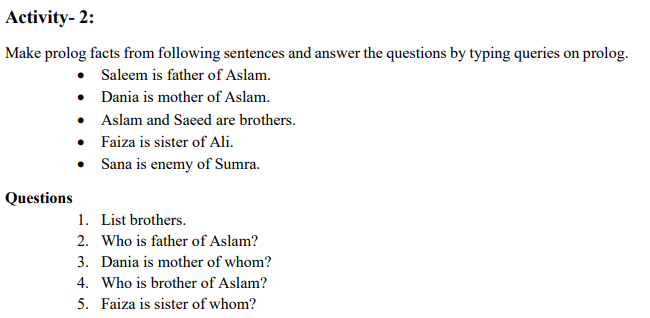 Activity- 2:
Make prolog facts from following sentences and answer the questions by typing queries on prolog.
• Saleem is father of Aslam.
• Dania is mother of Aslam.
• Aslam and Saeed are brothers.
• Faiza is sister of Ali.
• Sana is enemy of Sumra.
Questions
1. List brothers.
2. Who is father of Aslam?
3. Dania is mother of whom?
4. Who is brother of Aslam?
5. Faiza is sister of whom?